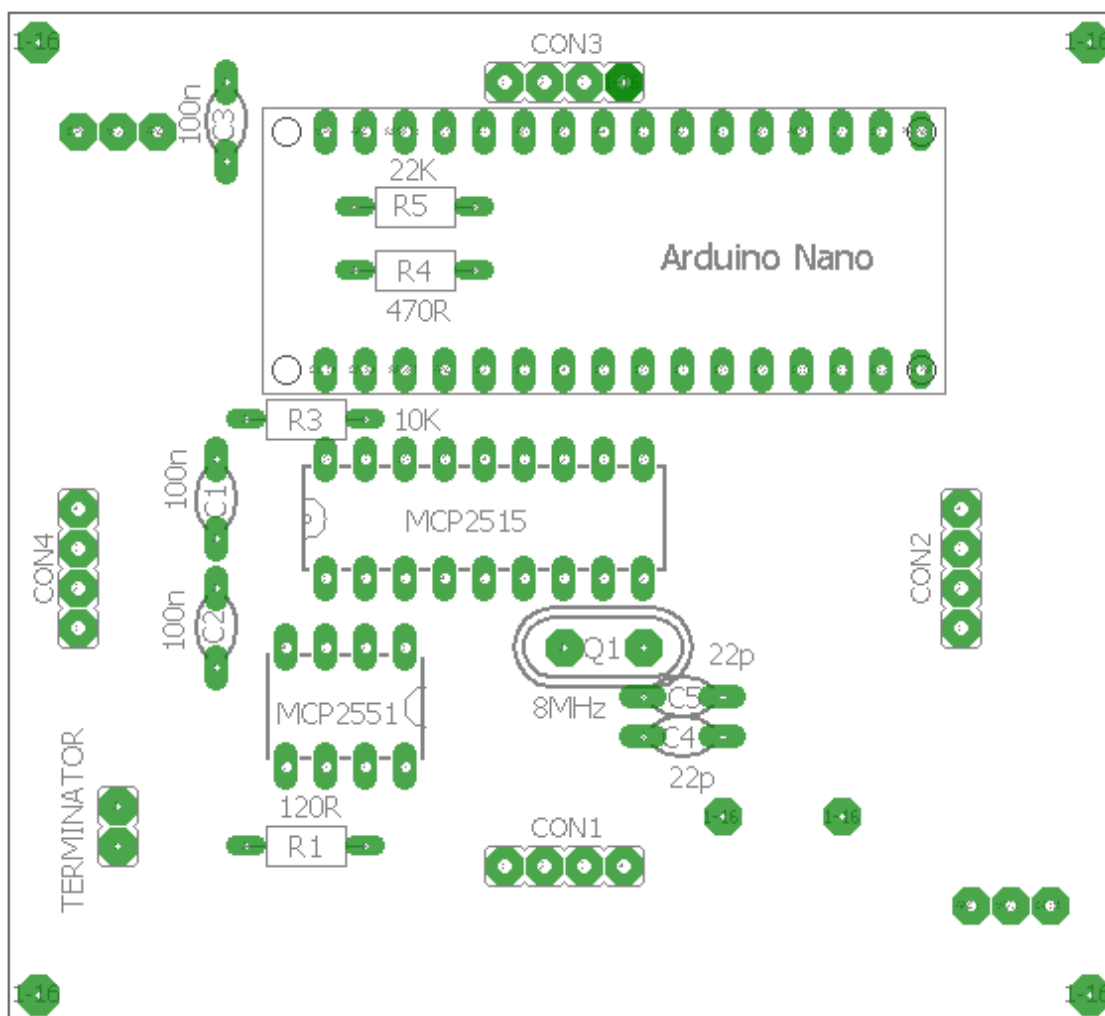 1-16
1-16
CON3
100n
C3
22K
R5
Arduino Nano
R4
470R
R3
10K
100n
C1
MCP2515
CON4
CON2
100n
C2
Q1
22p
8MHz
C5
MCP2551
C4
22p
TERMINATOR
120R
R1
CON1
1-16
1-16
1-16
1-16